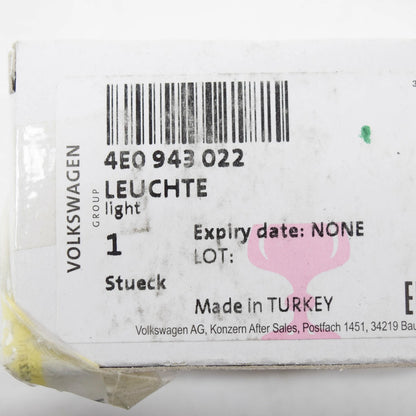 VOLKSWAGEN
GROUP
4E0 943 022
LEUCHTE
light
1
Stueck
Expiry date: NONE
LOT:
Made in TURKEY
Volkswagen AG, Konzern After Sales, Postfach 1451, 34219 Bau